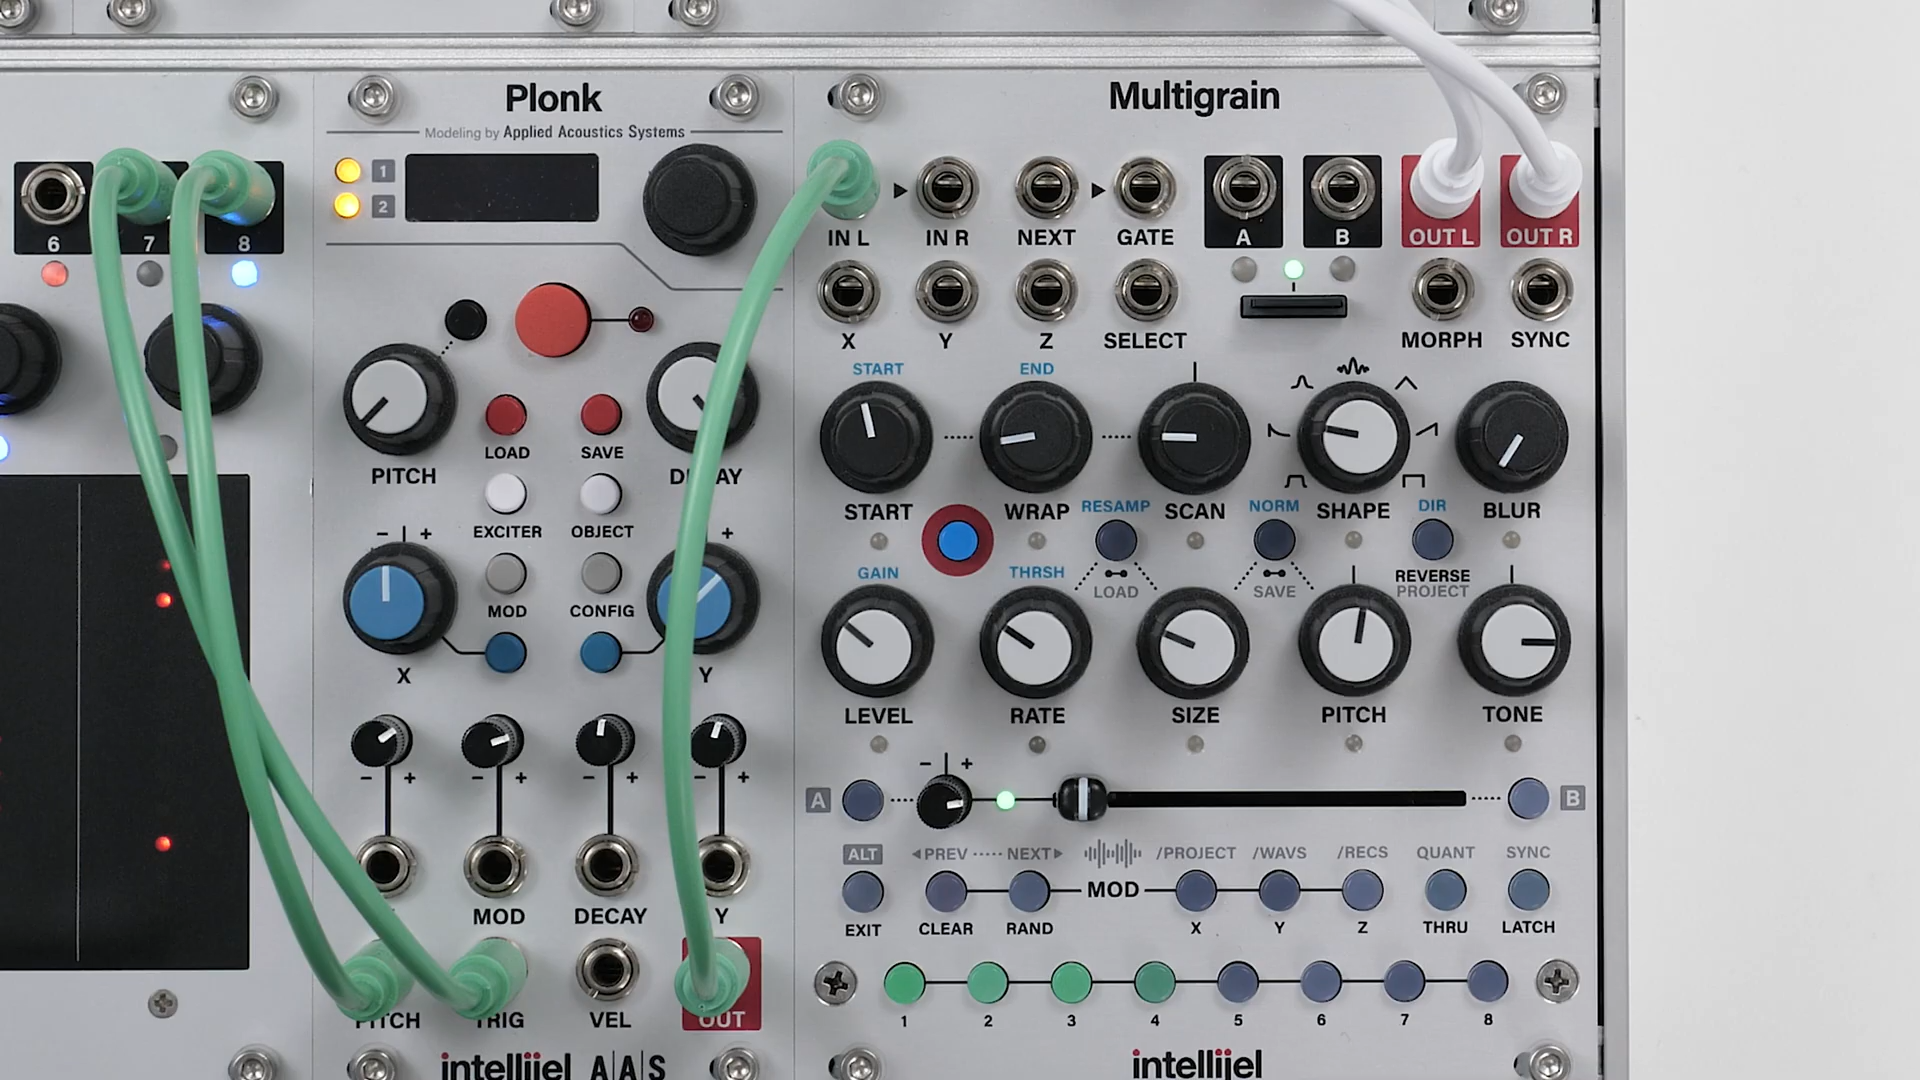 Plonk
Modeling by Applied Acoustics Systems
1
2
6
7
8
PITCH
LOAD
SAVE
DECAY
EXCITER
OBJECT
− +
+
MOD
CONFIG
X
Y
− +
− +
− +
− +
MOD
DECAY
Y
PITCH
TRIG
VEL
OUT
intellijel A|A|S
Multigrain
IN L
IN R
NEXT
GATE
A
B
OUT L
OUT R
X
Y
Z
SELECT
MORPH
SYNC
START
END
START
WRAP
RESAMP
SCAN
NORM
SHAPE
DIR
BLUR
GAIN
THRSH
LOAD
SAVE
REVERSE
PROJECT
LEVEL
RATE
SIZE
PITCH
TONE
− +
A
B
ALT
PREV
NEXT
/PROJECT
/WAVS
/RECS
QUANT
SYNC
MOD
EXIT
CLEAR
RAND
X
Y
Z
THRU
LATCH
1 2 3 4 5 6 7 8
intellijel